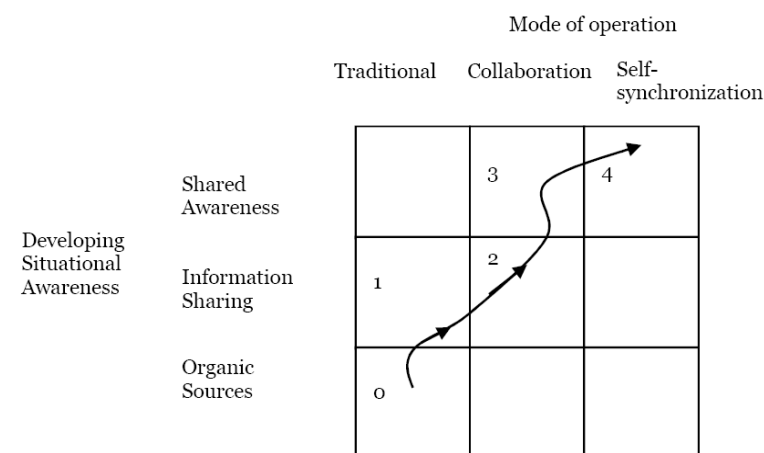 Mode of operation
Traditional Collaboration Self-
synchronization
3 4
Shared
Awareness
Developing
Situational
Awareness
2
Information
Sharing
1
Organic
Sources
0